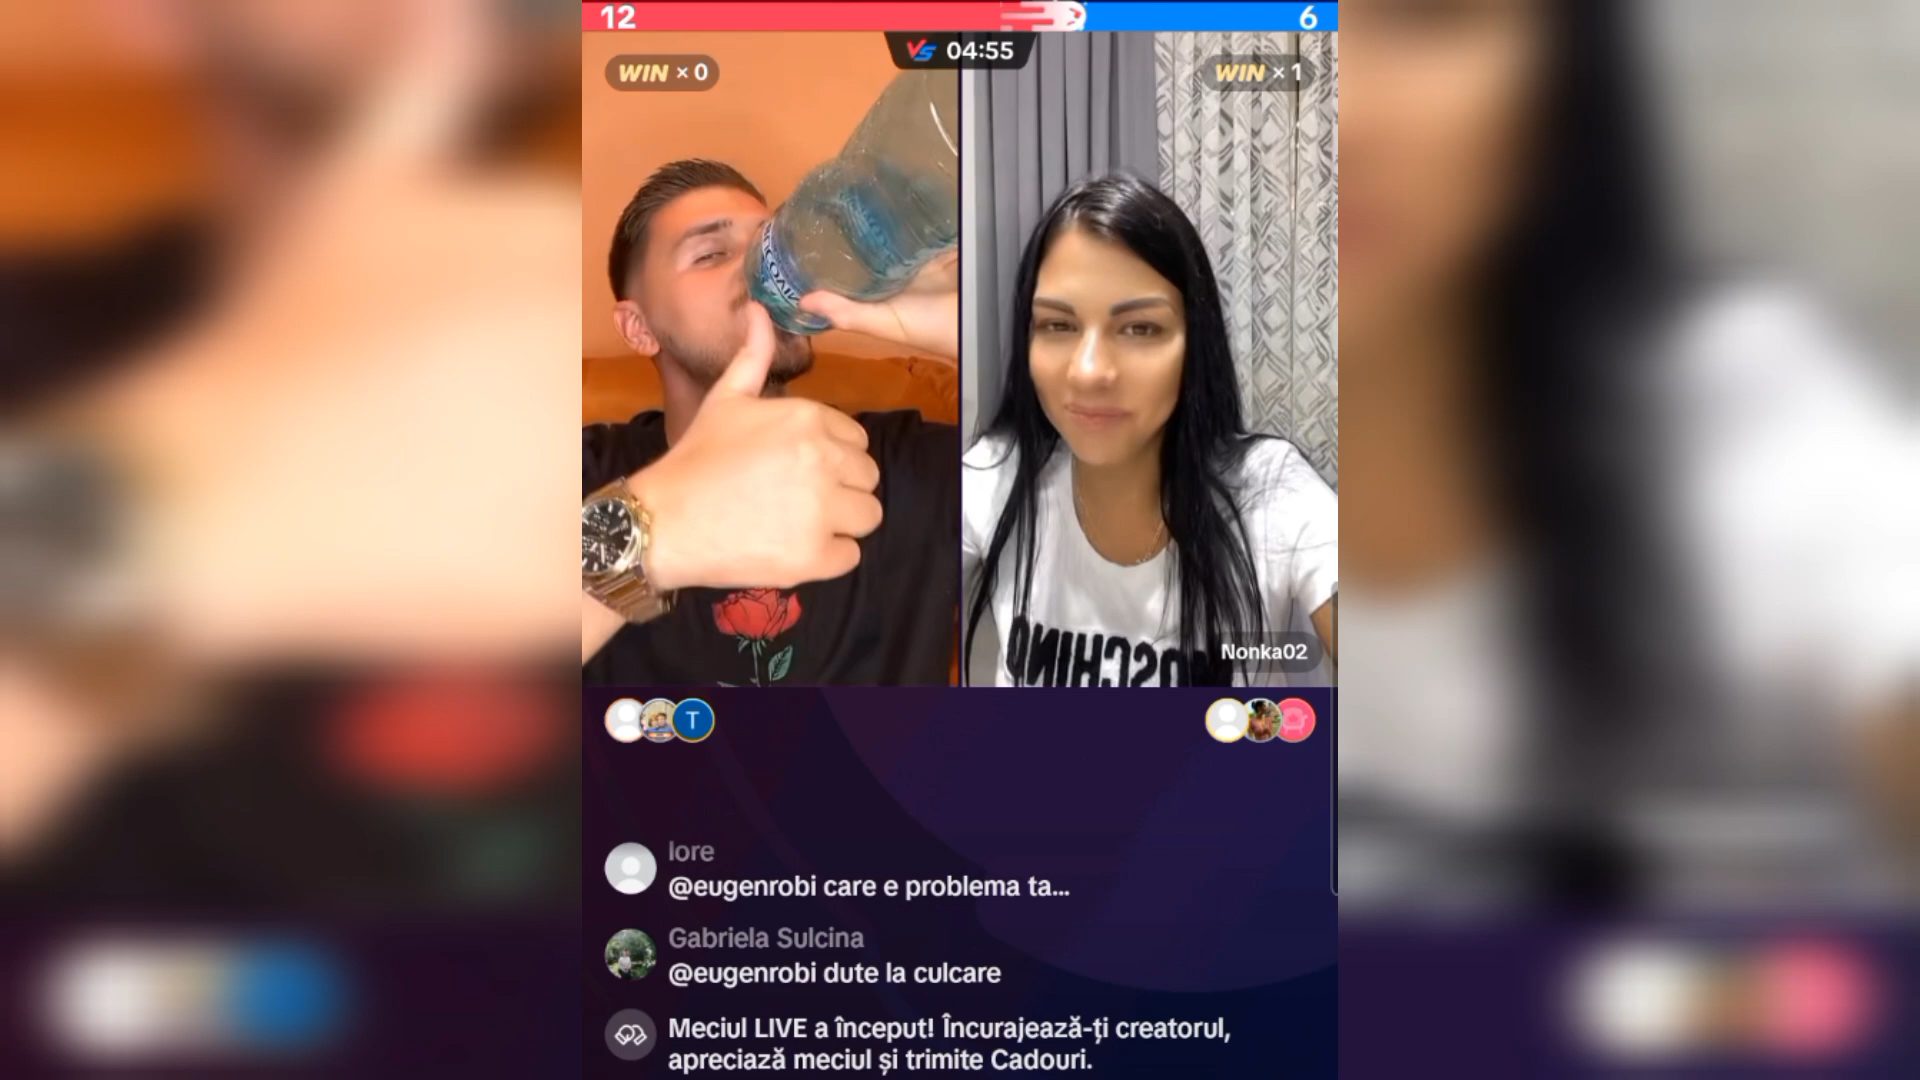 12
6
VS 04:55
WIN × 0
WIN × 1
MOSCHINO
Nonka02
T
lore
@eugenrobi care e problema ta...
Gabriela Sulcina
@eugenrobi dute la culcare
Meciul LIVE a început! Încurajează-ți creatorul,
apreciază meciul și trimite Cadouri.